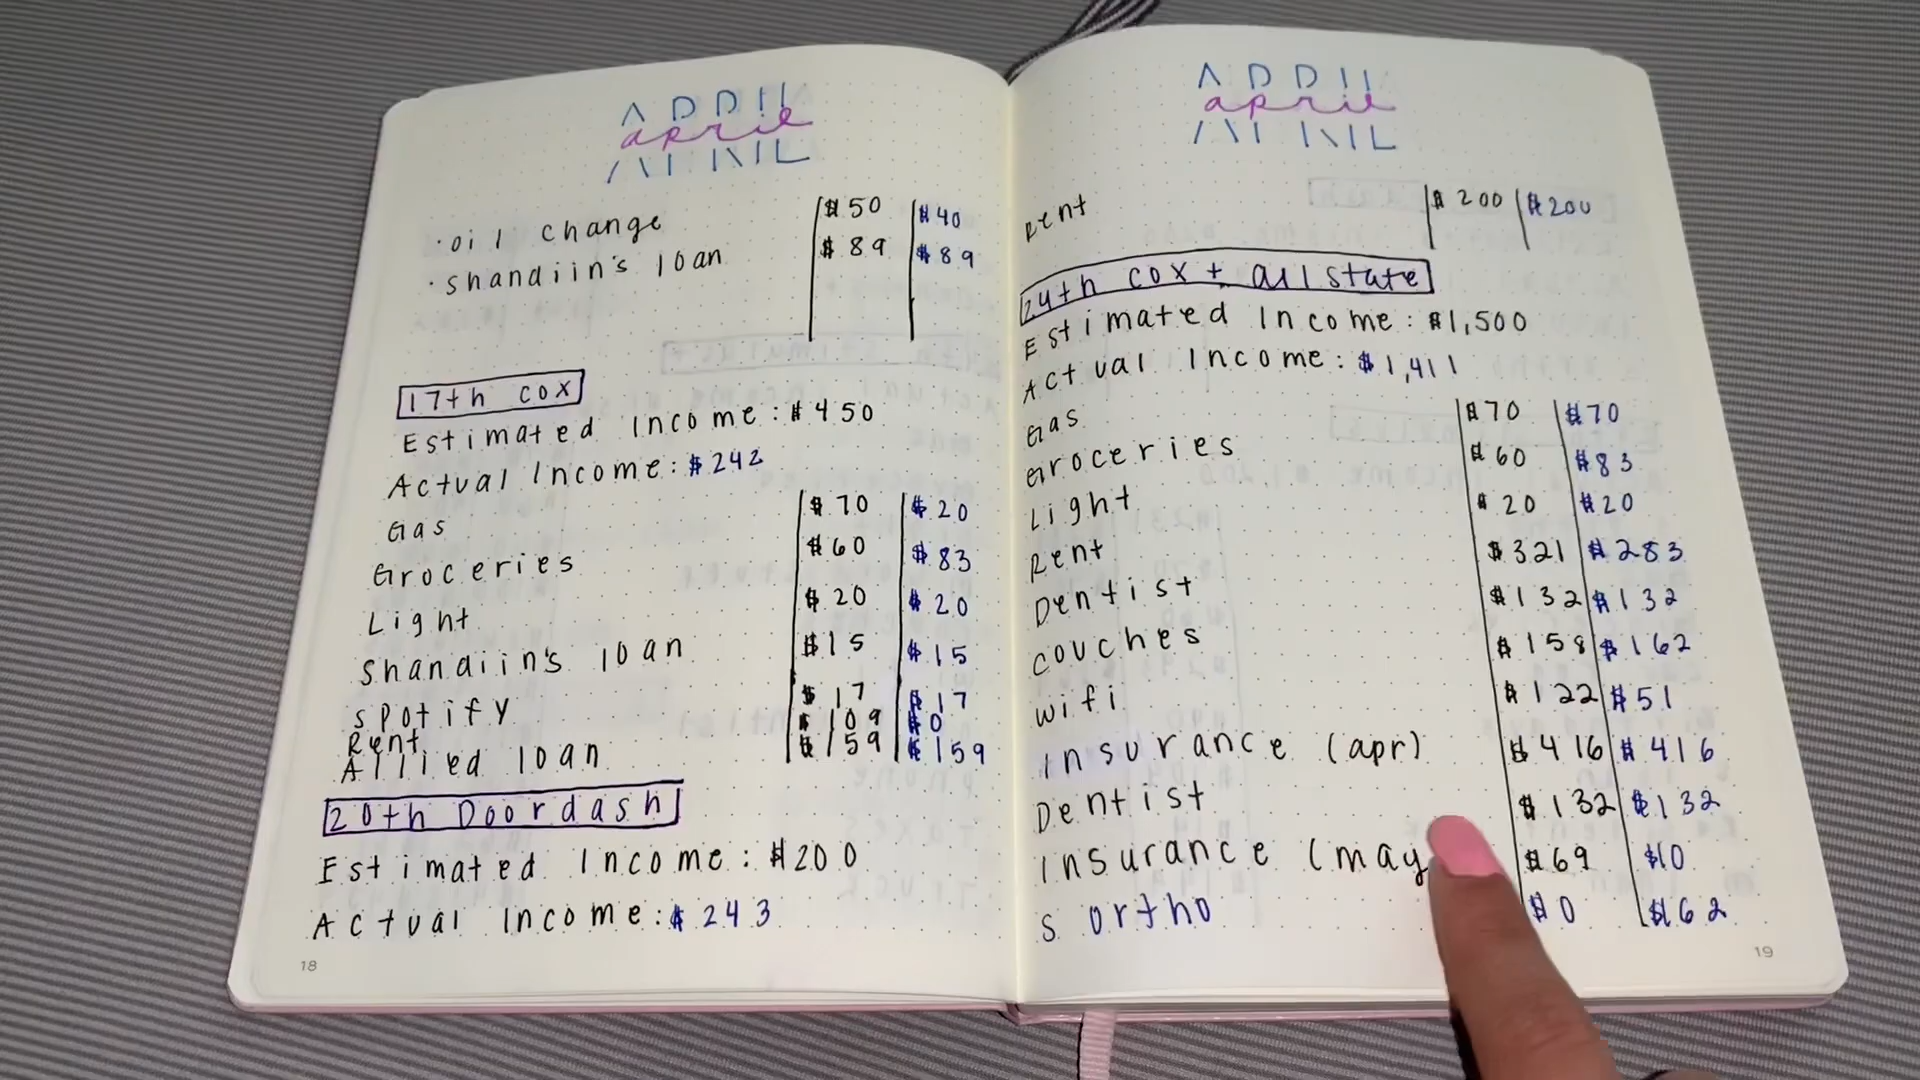 APRIL
april
·oil change $50 $40
·shandiin's loan $89 $89
17th cox
Estimated Income: $450
Actual Income: $242
Gas $70 $20
Groceries $60 $83
Light $20 $20
Shandiin's loan $15 $15
Spotify $17 $17
Rent $109 $0
Allied loan $159 $159
20th Doordash
Estimated Income: $200
Actual Income: $243
18
APRIL
april
Rent $200 $200
24th cox + allstate
Estimated Income: $1,500
Actual Income: $1,411
Gas $70 $70
Groceries $60 $83
Light $20 $20
Rent $321 $283
Dentist $132 $132
couches $158 $162
wifi $122 $51
insurance (apr) $416 $416
Dentist $132 $132
insurance (may $69 $10
S ortho $0 $162
19